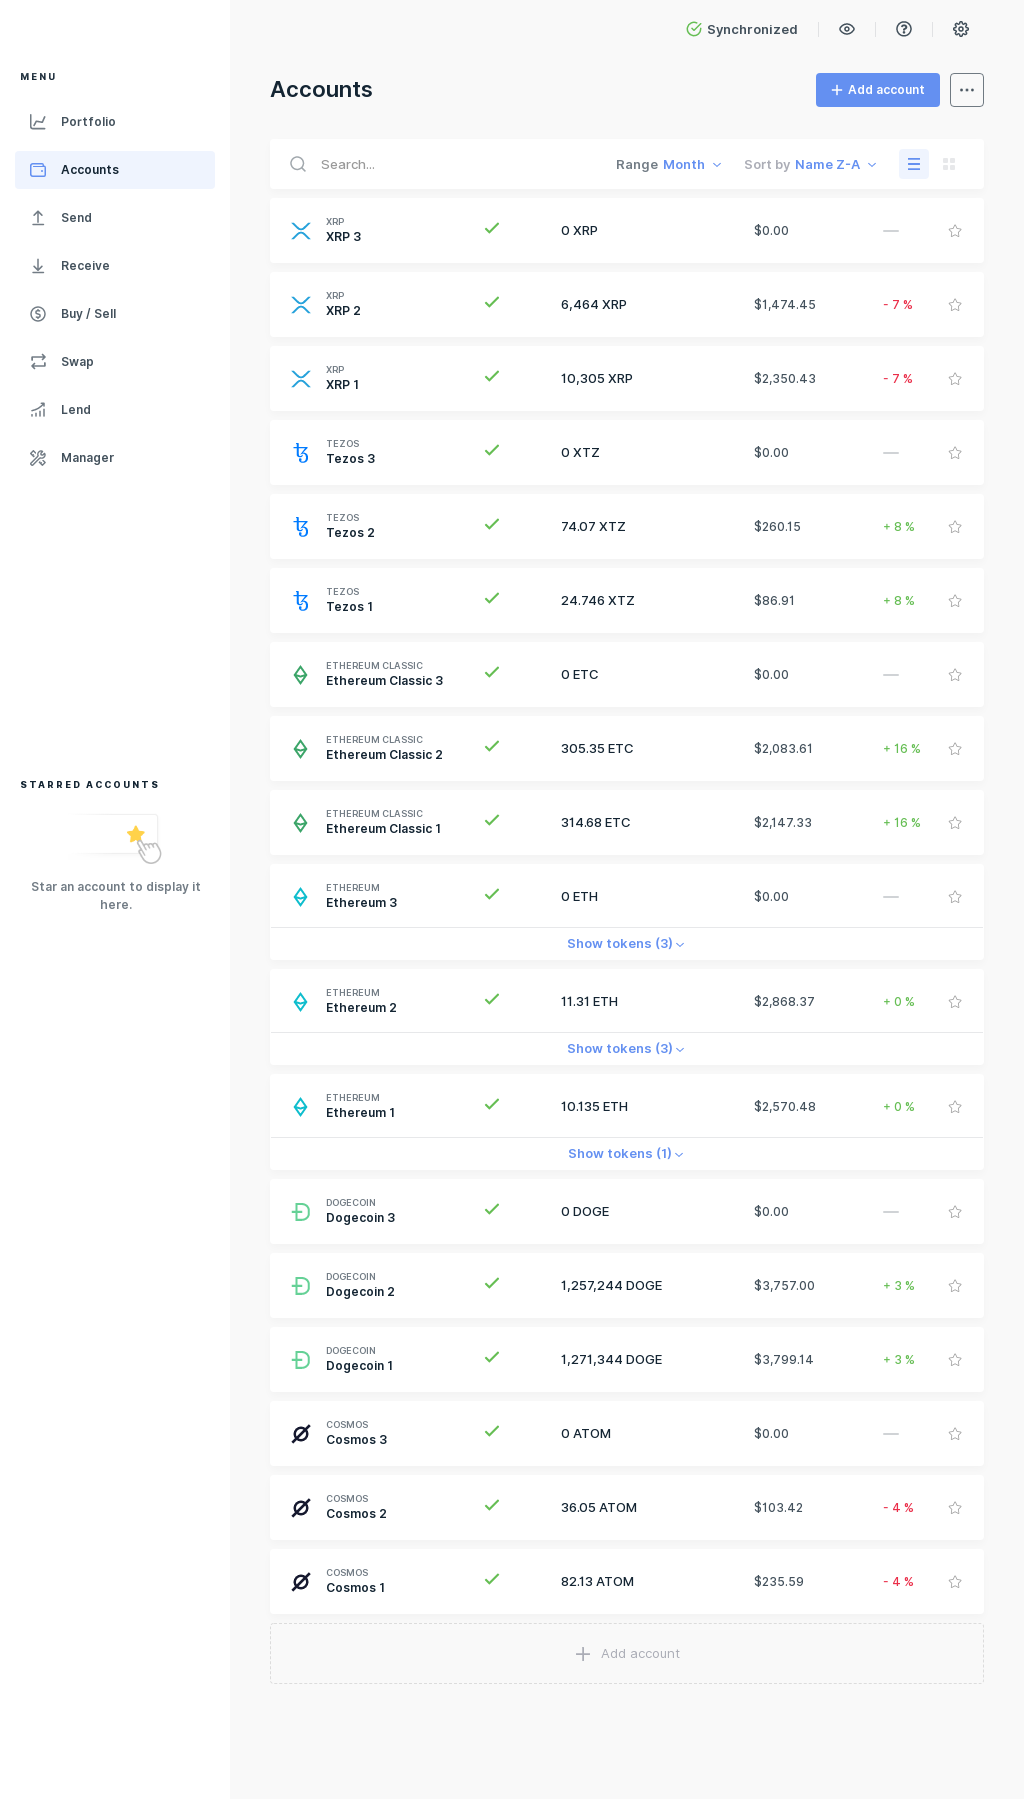 Synchronized
MENU
Portfolio
Accounts
Send
Receive
Buy / Sell
Swap
Lend
Manager
STARRED ACCOUNTS
Star an account to display it
here.
Accounts
Add account
Search...
Range Month
Sort by Name Z-A
XRP
XRP 3
0 XRP
$0.00
—
XRP
XRP 2
6,464 XRP
$1,474.45
- 7 %
XRP
XRP 1
10,305 XRP
$2,350.43
- 7 %
TEZOS
Tezos 3
0 XTZ
$0.00
—
TEZOS
Tezos 2
74.07 XTZ
$260.15
+ 8 %
TEZOS
Tezos 1
24.746 XTZ
$86.91
+ 8 %
ETHEREUM CLASSIC
Ethereum Classic 3
0 ETC
$0.00
—
ETHEREUM CLASSIC
Ethereum Classic 2
305.35 ETC
$2,083.61
+ 16 %
ETHEREUM CLASSIC
Ethereum Classic 1
314.68 ETC
$2,147.33
+ 16 %
ETHEREUM
Ethereum 3
0 ETH
$0.00
—
Show tokens (3)
ETHEREUM
Ethereum 2
11.31 ETH
$2,868.37
+ 0 %
Show tokens (3)
ETHEREUM
Ethereum 1
10.135 ETH
$2,570.48
+ 0 %
Show tokens (1)
DOGECOIN
Dogecoin 3
0 DOGE
$0.00
—
DOGECOIN
Dogecoin 2
1,257,244 DOGE
$3,757.00
+ 3 %
DOGECOIN
Dogecoin 1
1,271,344 DOGE
$3,799.14
+ 3 %
COSMOS
Cosmos 3
0 ATOM
$0.00
—
COSMOS
Cosmos 2
36.05 ATOM
$103.42
- 4 %
COSMOS
Cosmos 1
82.13 ATOM
$235.59
- 4 %
Add account